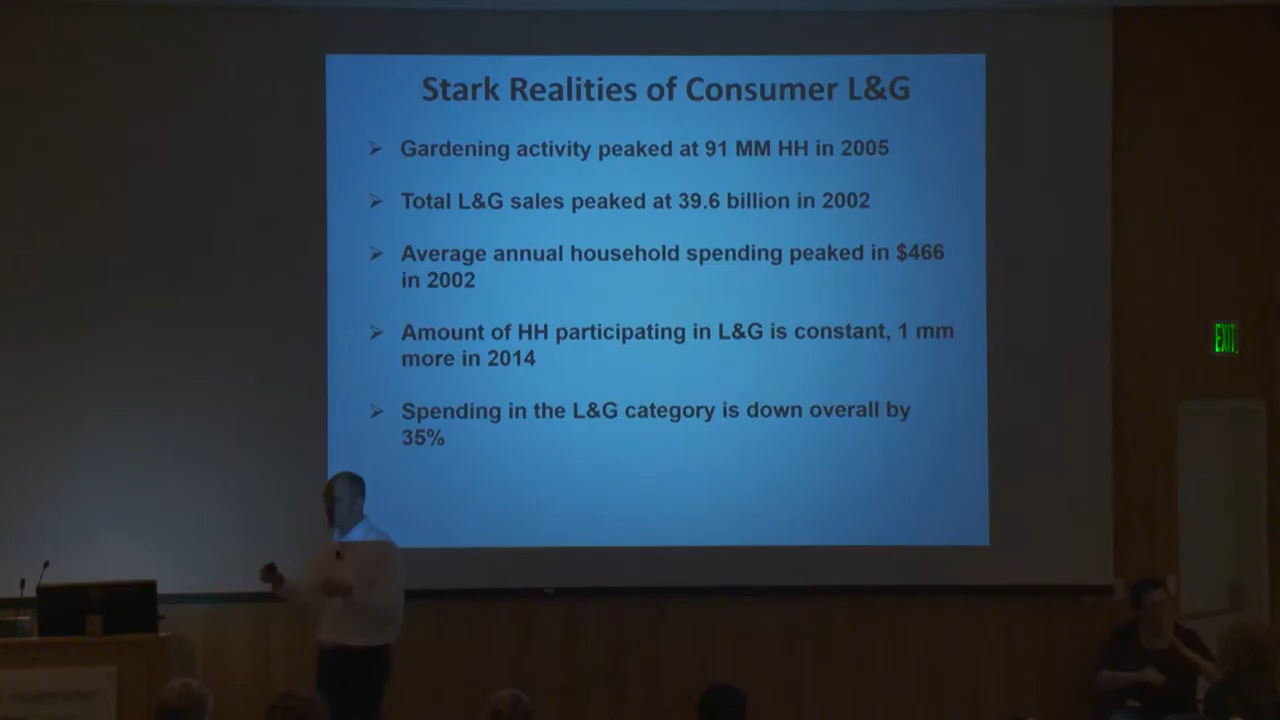 Stark Realities of Consumer L&G
Gardening activity peaked at 91 MM HH in 2005
Total L&G sales peaked at 39.6 billion in 2002
Average annual household spending peaked in $466
in 2002
Amount of HH participating in L&G is constant, 1 mm
more in 2014
Spending in the L&G category is down overall by
35%
EXIT